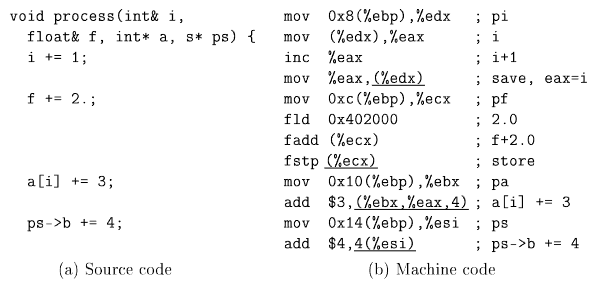 void process(int& i,     mov  0x8(%ebp),%edx    ; pi
  float& f, int* a, s* ps) {  mov  (%edx),%eax       ; i
  i += 1;                inc  %eax              ; i+1
                         mov  %eax,(%edx)       ; save, eax=i
  f += 2.;               mov  0xc(%ebp),%ecx    ; pf
                         fld  0x402000          ; 2.0
                         fadd (%ecx)            ; f+2.0
                         fstp (%ecx)            ; store
  a[i] += 3;             mov  0x10(%ebp),%ebx   ; pa
                         add  $3,(%ebx,%eax,4)  ; a[i] += 3
  ps->b += 4;            mov  0x14(%ebp),%esi   ; ps
                         add  $4,4(%esi)        ; ps->b += 4
(a) Source code          (b) Machine code